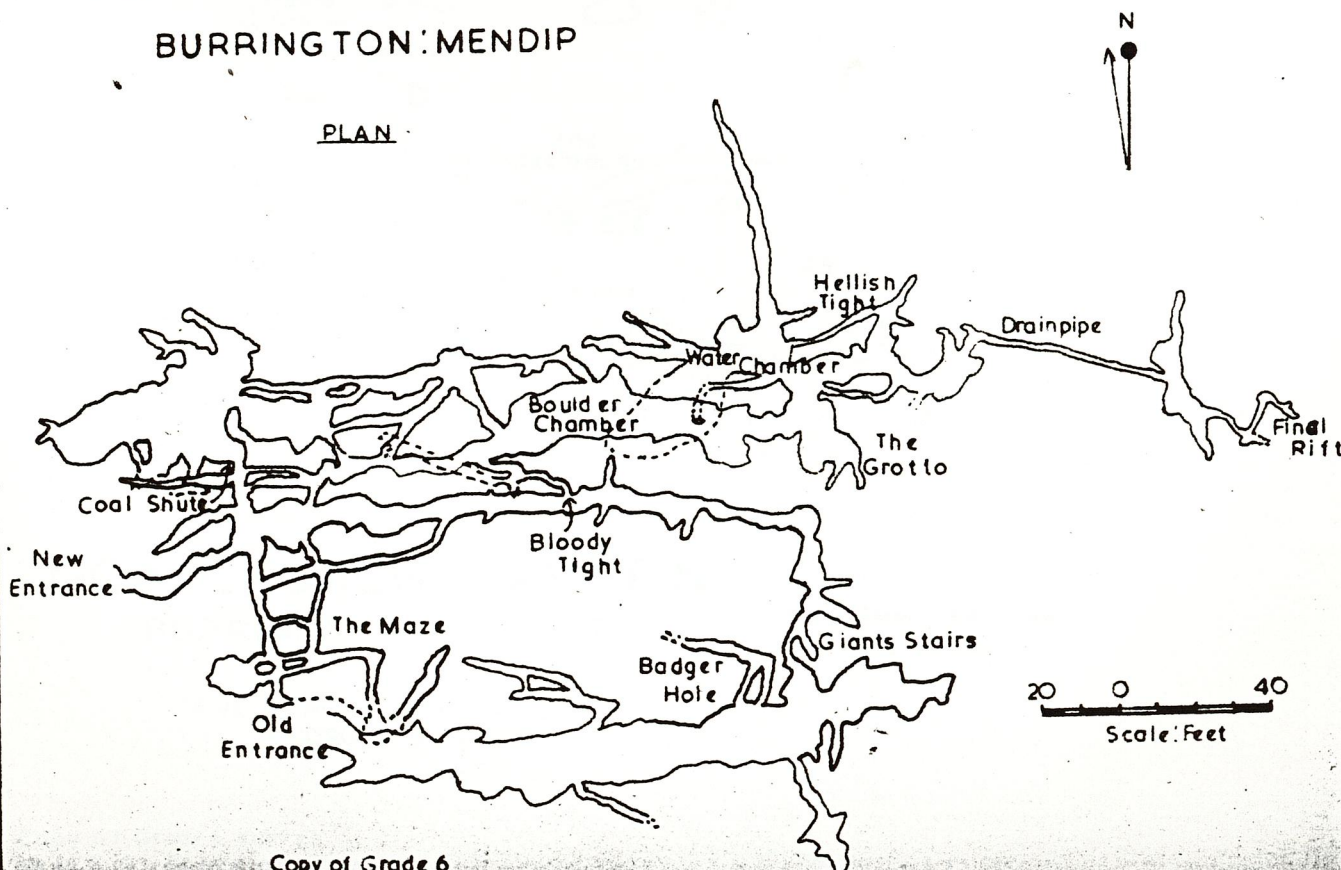 BURRINGTON:MENDIP
N
PLAN
Hellish
Tight
Drainpipe
Water Chamber
Boulder
Chamber
The
Grotto
Final
Rift
Coal Shute
Bloody
Tight
New
Entrance
The Maze
Giants Stairs
Badger
Hole
Old
Entrance
20 0 40
Scale:Feet
Copy of Grade 6